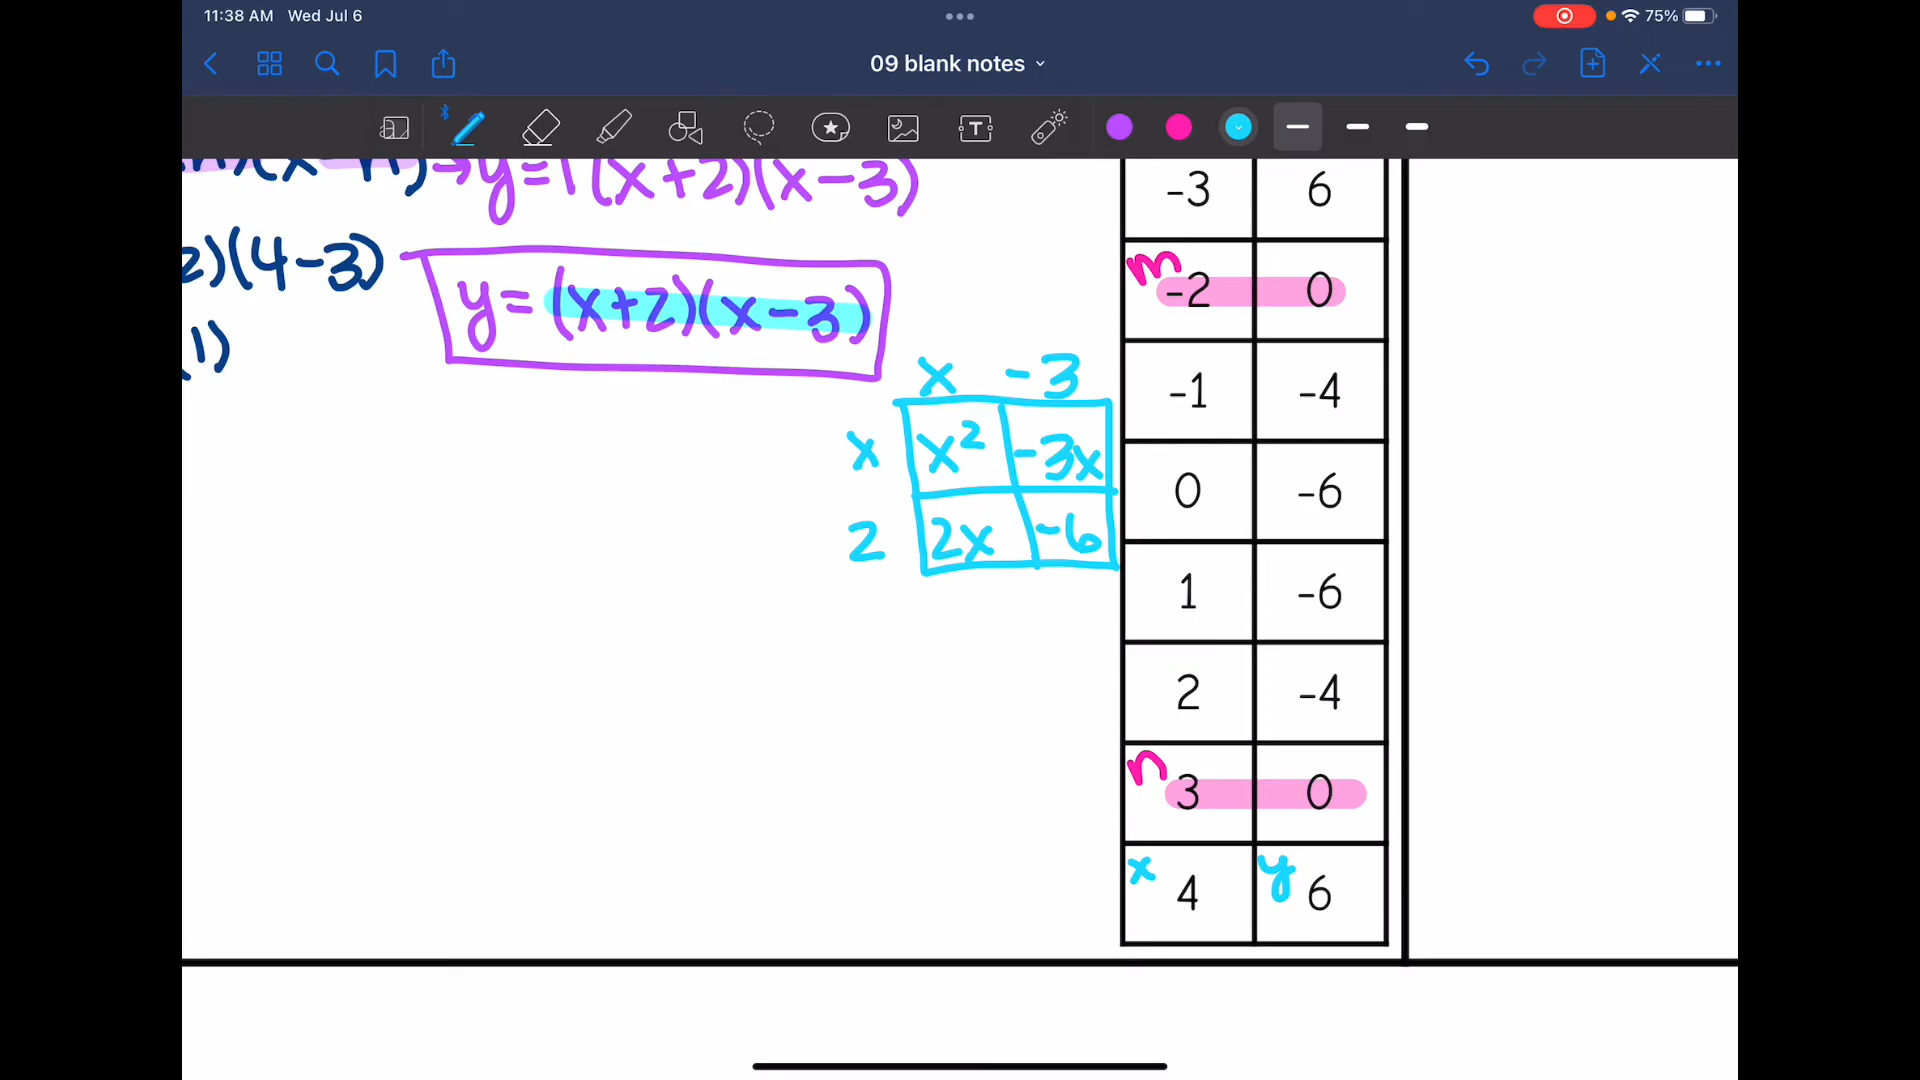 11:38 AM Wed Jul 6
75%
09 blank notes
T
→y=1(x+2)(x-3)
)(4-3)
y=(x+2)(x-3)
1)
x -3
x x² -3x
2 2x -6
-3 6
m -2 0
-1 -4
0 -6
1 -6
2 -4
n 3 0
x 4 y 6